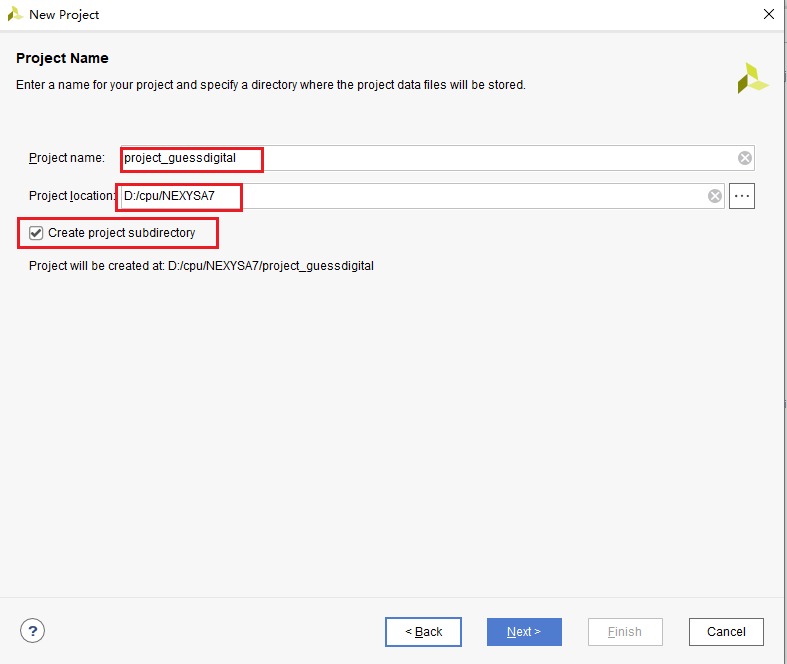 New Project
Project Name
Enter a name for your project and specify a directory where the project data files will be stored.
Project name: project_guessdigital
Project location: D:/cpu/NEXYSA7 ...
Create project subdirectory
Project will be created at: D:/cpu/NEXYSA7/project_guessdigital
? < Back Next > Finish Cancel